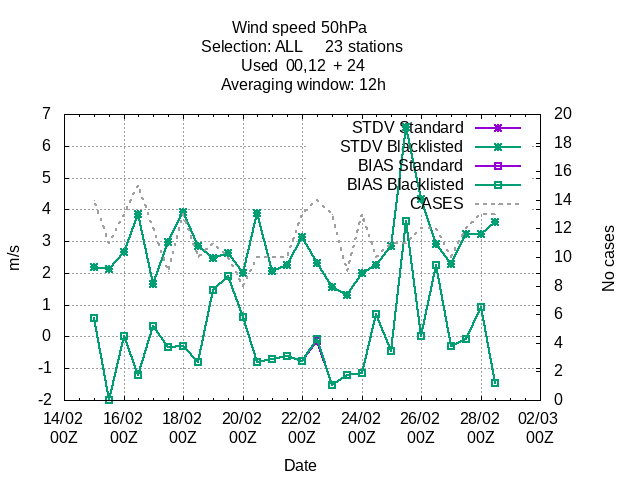 Wind speed 50hPa
Selection: ALL 23 stations
Used 00,12 + 24
Averaging window: 12h
7 20
STDV Standard
18
6 STDV Blacklisted
16
BIAS Standard
5 BIAS Blacklisted
14
4 CASES
12
3
10
2
8
1 6
0 4
-1 2
-2 0
m/s
No cases
14/02 16/02 18/02 20/02 22/02 24/02 26/02 28/02 02/03
00Z 00Z 00Z 00Z 00Z 00Z 00Z 00Z 00Z
Date